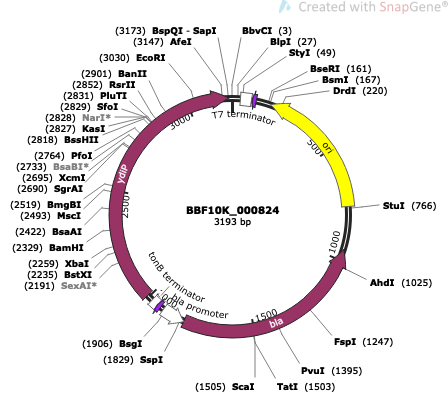 Created with SnapGene®
(3173) BspQI - SapI
(3147) AfeI
(3030) EcoRI
(2901) BanII
(2852) RsrII
(2831) PluTI
(2829) SfoI
(2828) NarI*
(2827) KasI
(2818) BssHII
(2764) PfoI
(2733) BsaBI*
(2695) XcmI
(2690) SgrAI
(2519) BmgBI
(2493) MscI
(2422) BsaAI
(2329) BamHI
(2259) XbaI
(2235) BstXI
(2191) SexAI*
(1906) BsgI
(1829) SspI
(1505) ScaI
TatI (1503)
PvuI (1395)
FspI (1247)
AhdI (1025)
StuI (766)
DrdI (220)
BsmI (167)
BseRI (161)
StyI (49)
BlpI (27)
BbvCI (3)
T7 terminator
ori
500
1000
1500
bla
bla promoter
tonB terminator
2500
ydiP
3000
BBF10K_000824
3193 bp